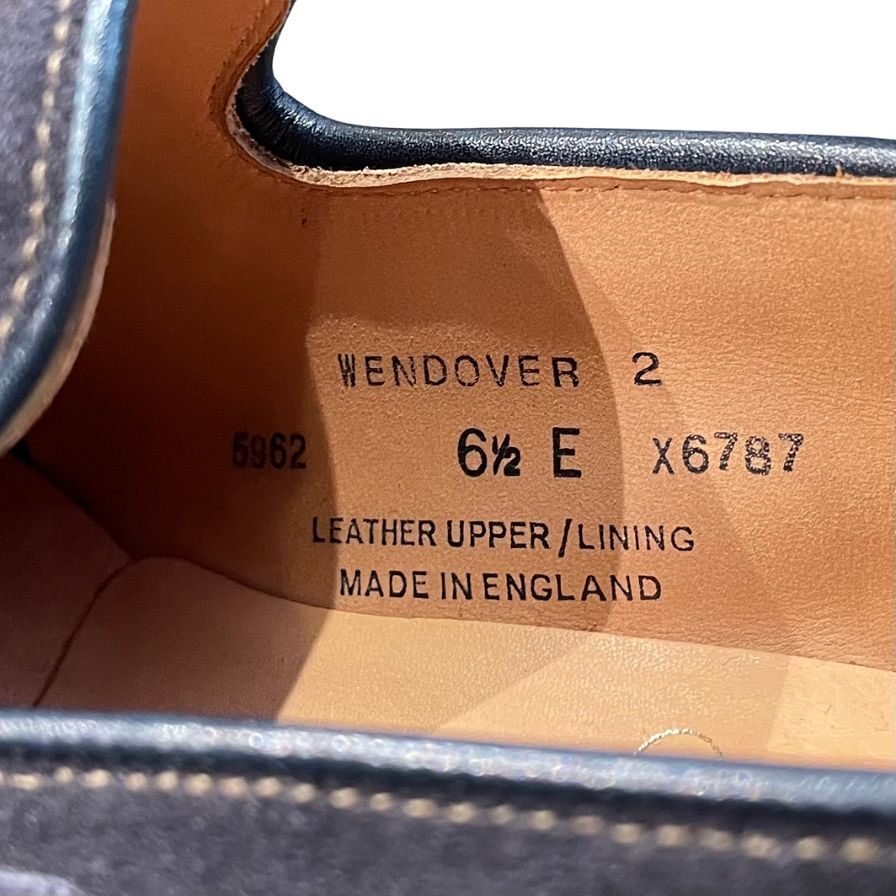 WENDOVER 2
5962 6½ E X6787
LEATHER UPPER/LINING
MADE IN ENGLAND